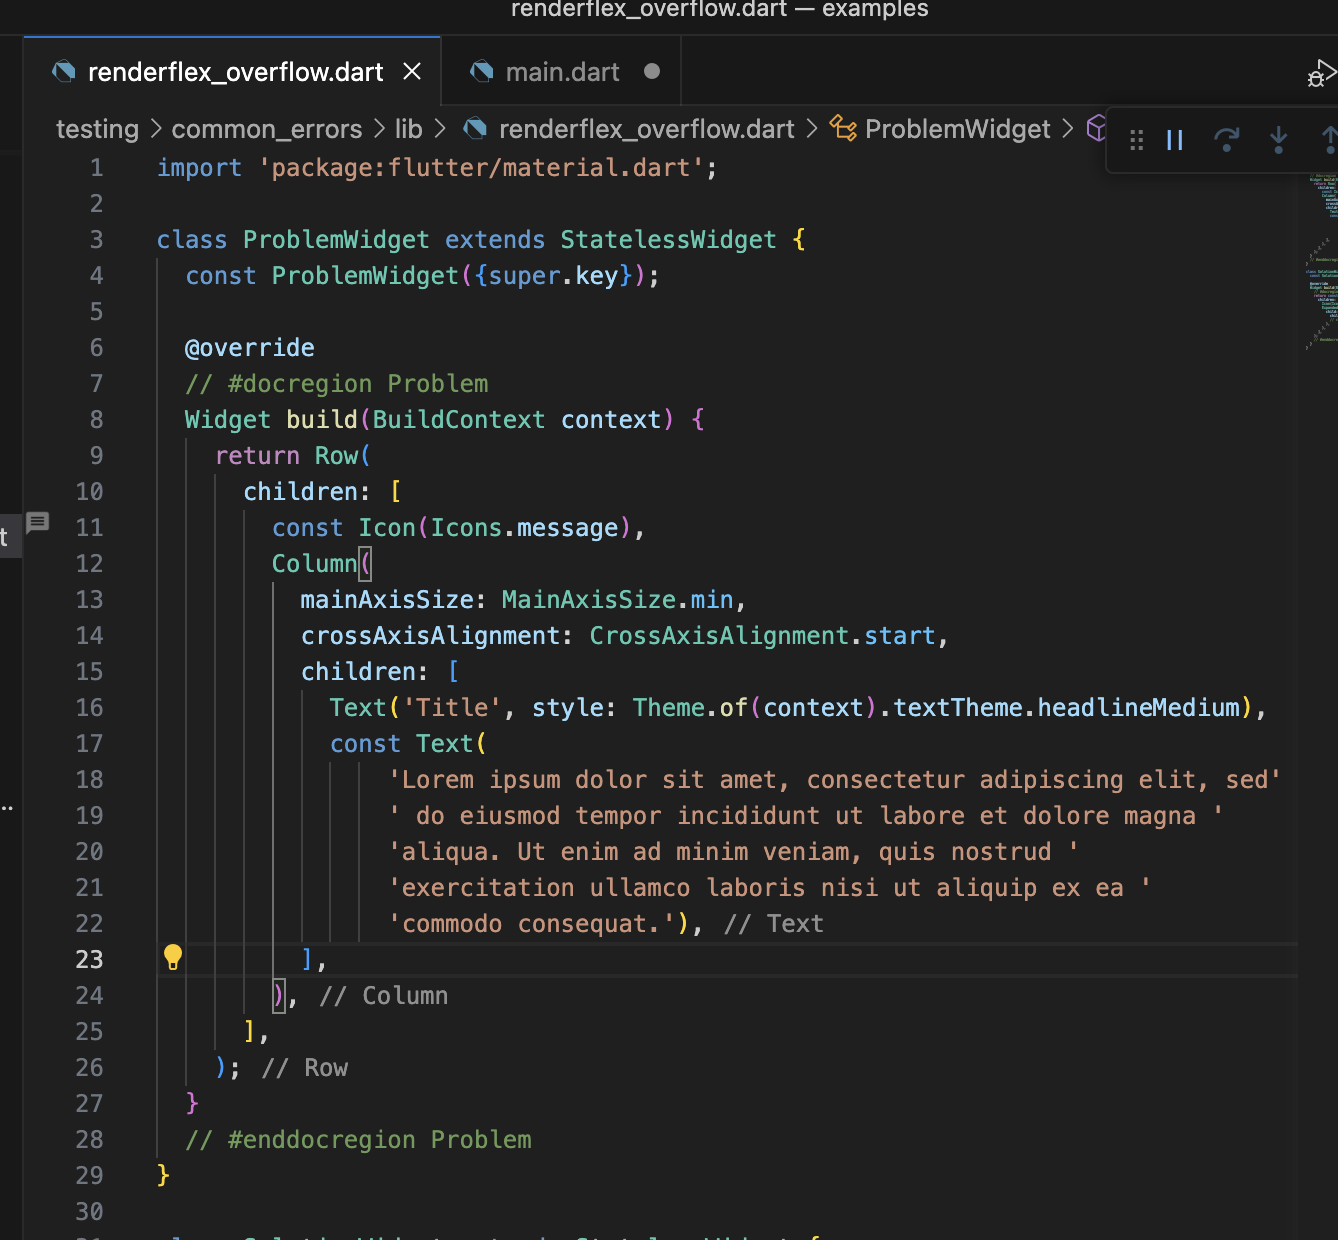 renderflex_overflow.dart — examples
renderflex_overflow.dart main.dart
testing > common_errors > lib > renderflex_overflow.dart > ProblemWidget >
1 import 'package:flutter/material.dart';
2
3 class ProblemWidget extends StatelessWidget {
4 const ProblemWidget({super.key});
5
6 @override
7 // #docregion Problem
8 Widget build(BuildContext context) {
9 return Row(
10 children: [
11 const Icon(Icons.message),
12 Column(
13 mainAxisSize: MainAxisSize.min,
14 crossAxisAlignment: CrossAxisAlignment.start,
15 children: [
16 Text('Title', style: Theme.of(context).textTheme.headlineMedium),
17 const Text(
18 'Lorem ipsum dolor sit amet, consectetur adipiscing elit, sed'
19 ' do eiusmod tempor incididunt ut labore et dolore magna '
20 'aliqua. Ut enim ad minim veniam, quis nostrud '
21 'exercitation ullamco laboris nisi ut aliquip ex ea '
22 'commodo consequat.'), // Text
23 ],
24 ), // Column
25 ],
26 ); // Row
27 }
28 // #enddocregion Problem
29 }
30